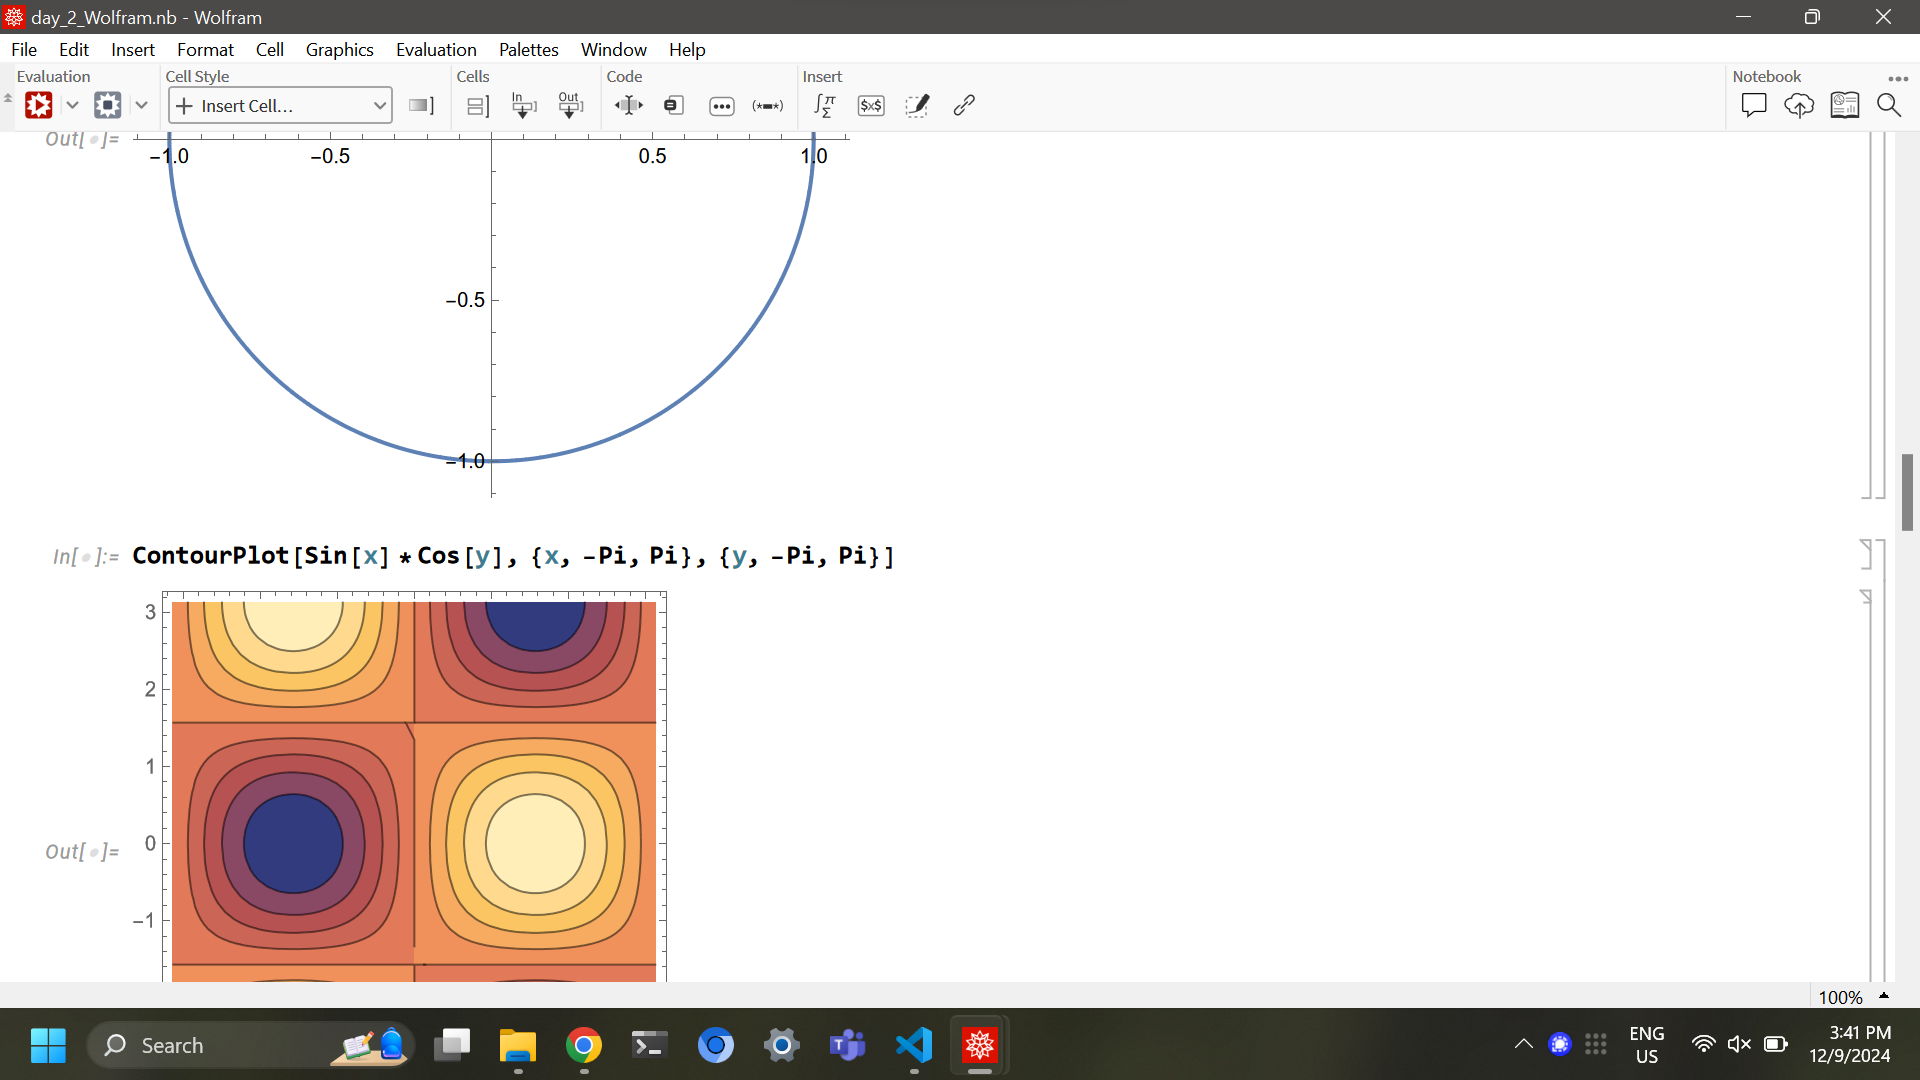 day_2_Wolfram.nb - Wolfram
File Edit Insert Format Cell Graphics Evaluation Palettes Window Help
Evaluation Cell Style Cells Code Insert Notebook
Insert Cell...
In Out
$x$
Out[ ]=
-1.0 -0.5 0.5 1.0
-0.5
-1.0
In[ ]:= ContourPlot[Sin[x] * Cos[y], {x, -Pi, Pi}, {y, -Pi, Pi}]
3
2
1
Out[ ]= 0
-1
100%
Search
ENG
US
3:41 PM
12/9/2024